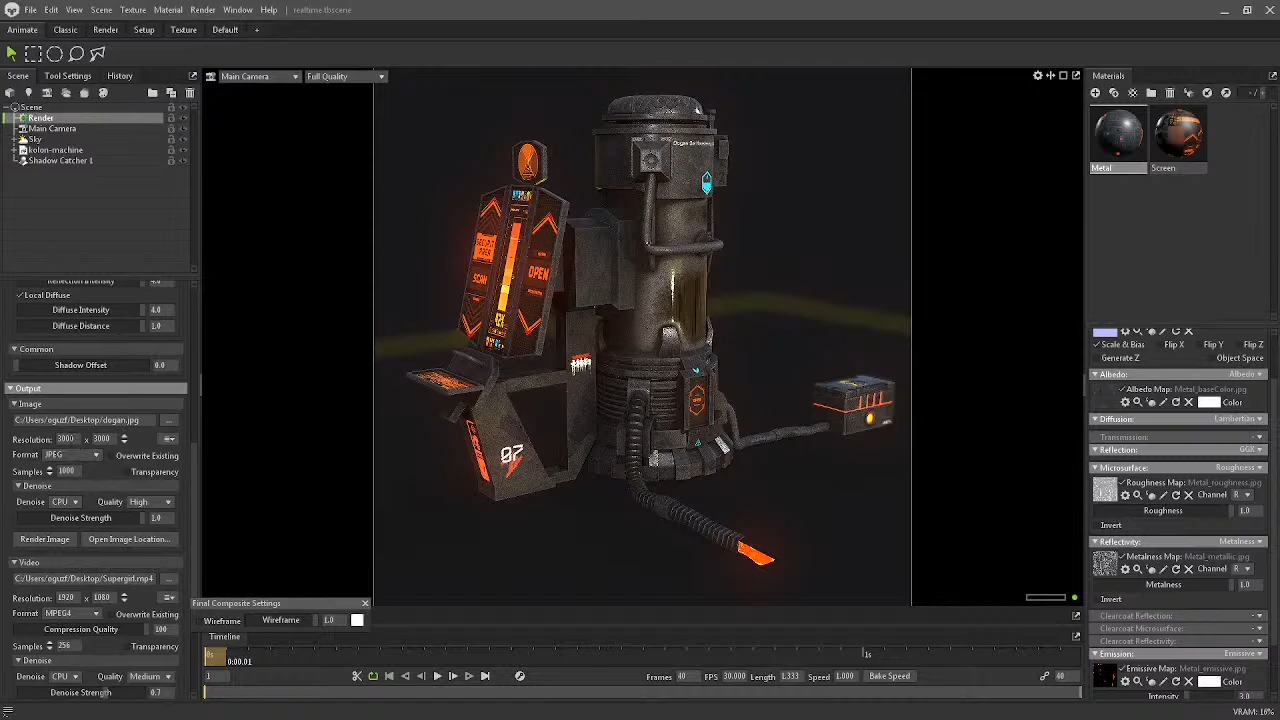 File Edit View Scene Texture Material Render Window Help realtime.tbscene
Animate Classic Render Setup Texture Default +
Scene Tool Settings History
Main Camera Full Quality
Materials
Scene
Render
Main Camera
Sky
kolon-machine
Shadow Catcher 1
Metal Screen
Reflection Intensity 4.0
Local Diffuse
Diffuse Intensity 4.0
Diffuse Distance 1.0
Common
Shadow Offset 0.0
Output
Image
C:/Users/oguzf/Desktop/dogan.jpg ...
Resolution: 3000 x 3000
Format JPEG Overwrite Existing
Samples 1000 Transparency
Denoise
Denoise CPU Quality High
Denoise Strength 1.0
Render Image Open Image Location...
Video
C:/Users/oguzf/Desktop/Supergirl.mp4 ...
Resolution: 1920 x 1080
Format MPEG4 Overwrite Existing
Compression Quality 100
Samples 256 Transparency
Denoise
Denoise CPU Quality Medium
Denoise Strength 0.7
SCAN
OPEN
07
Final Composite Settings
Wireframe Wireframe 1.0
Timeline
0s 1s
0:00.01
1 Frames 40 FPS 30.000 Length 1.333 Speed 1.000 Bake Speed 40
Scale & Bias Flip X Flip Y Flip Z
Generate Z Object Space
Albedo: Albedo
Albedo Map: Metal_baseColor.jpg
Color
Diffusion: Lambertian
Transmission:
Reflection: GGX
Microsurface: Roughness
Roughness Map: Metal_roughness.jpg
Channel R
Roughness 1.0
Invert
Reflectivity: Metalness
Metalness Map: Metal_metallic.jpg
Channel R
Metalness 1.0
Invert
Clearcoat Reflection:
Clearcoat Microsurface:
Clearcoat Reflectivity:
Emission: Emissive
Emissive Map: Metal_emissive.jpg
Color
Intensity 3.0
VRAM: 16%